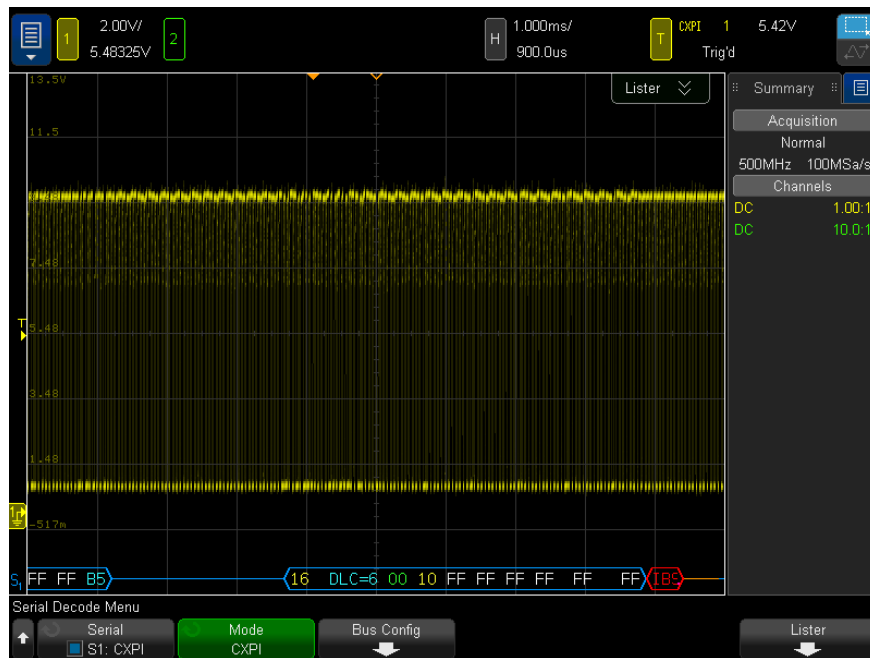 1 2.00V/ 2 H 1.000ms/ T CXPI 1 5.42V
5.48325V 900.0us Trig'd
13.5V Lister Summary
Acquisition
11.5 Normal
500MHz 100MSa/s
Channels
DC 1.00:1
DC 10.0:1
7.48
T
5.48
3.48
1.48
1
-517m
S1 FF FF B5 16 DLC=6 00 10 FF FF FF FF FF FF IBS
Serial Decode Menu
Serial Mode Bus Config Lister
S1: CXPI CXPI